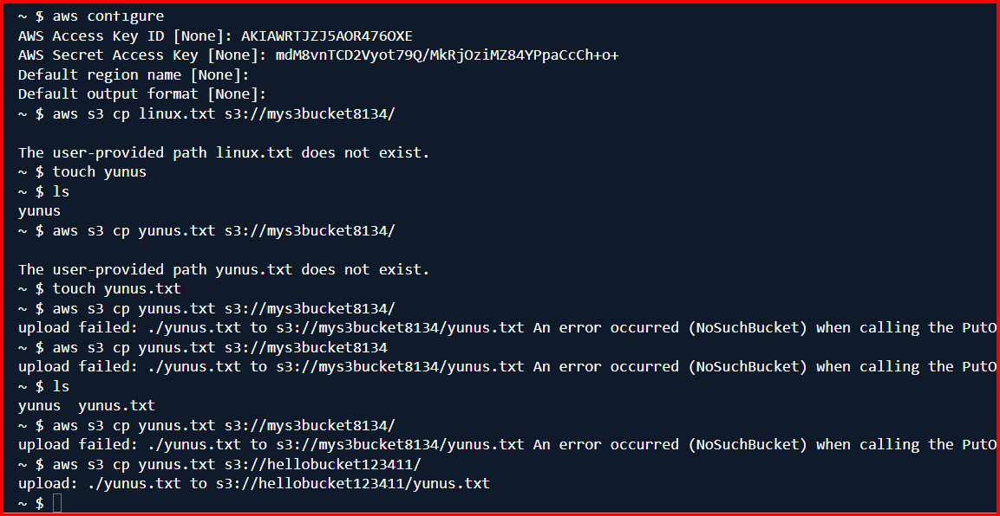 ~ $ aws configure
AWS Access Key ID [None]: AKIAWRTJZJ5AOR476OXE
AWS Secret Access Key [None]: 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
Default region name [None]:
Default output format [None]:
~ $ aws s3 cp linux.txt s3://mys3bucket8134/
The user-provided path linux.txt does not exist.
~ $ touch yunus
~ $ ls
yunus
~ $ aws s3 cp yunus.txt s3://mys3bucket8134/
The user-provided path yunus.txt does not exist.
~ $ touch yunus.txt
~ $ aws s3 cp yunus.txt s3://mys3bucket8134/
upload failed: ./yunus.txt to s3://mys3bucket8134/yunus.txt An error occurred (NoSuchBucket) when calling the PutO
~ $ aws s3 cp yunus.txt s3://mys3bucket8134
upload failed: ./yunus.txt to s3://mys3bucket8134/yunus.txt An error occurred (NoSuchBucket) when calling the PutO
~ $ ls
yunus  yunus.txt
~ $ aws s3 cp yunus.txt s3://mys3bucket8134/
upload failed: ./yunus.txt to s3://mys3bucket8134/yunus.txt An error occurred (NoSuchBucket) when calling the PutO
~ $ aws s3 cp yunus.txt s3://hellobucket123411/
upload: ./yunus.txt to s3://hellobucket123411/yunus.txt
~ $